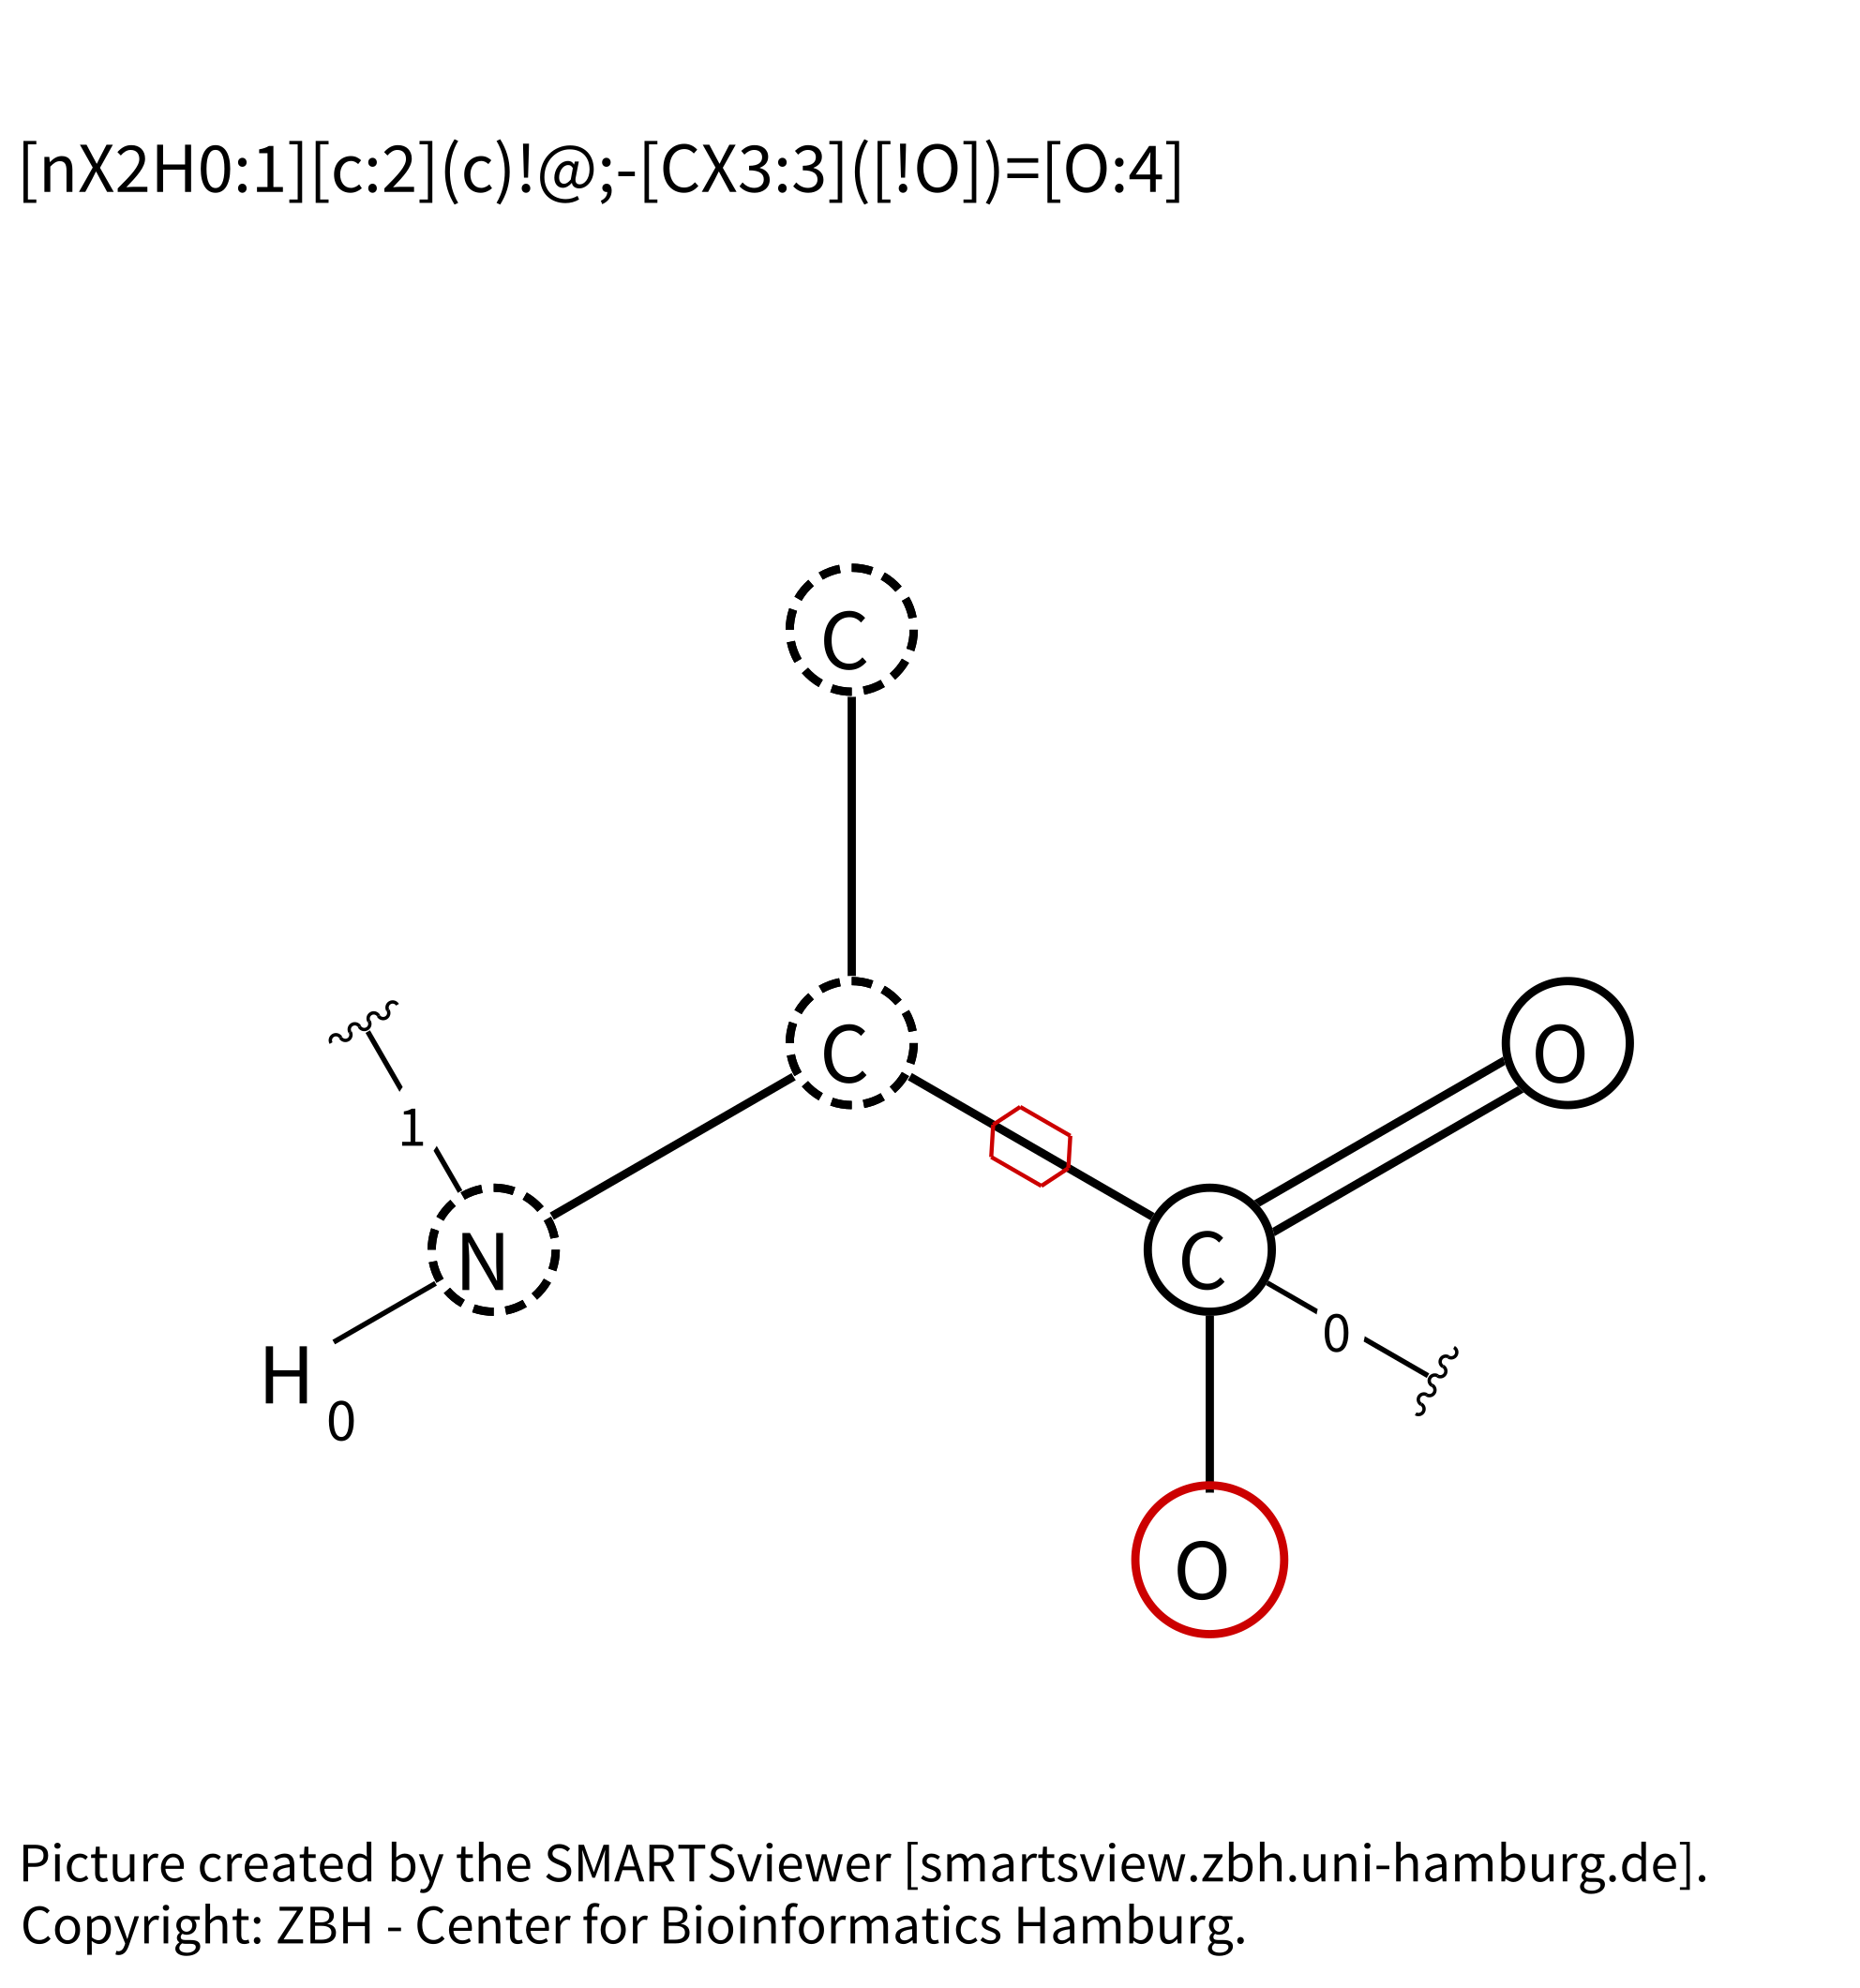 [nX2H0:1][c:2](c)!@;-[CX3:3]([!O])=[O:4]
C
C
O
1
N
C
0
H
0
O
Picture created by the SMARTSviewer [smartsview.zbh.uni-hamburg.de].
Copyright: ZBH - Center for Bioinformatics Hamburg.